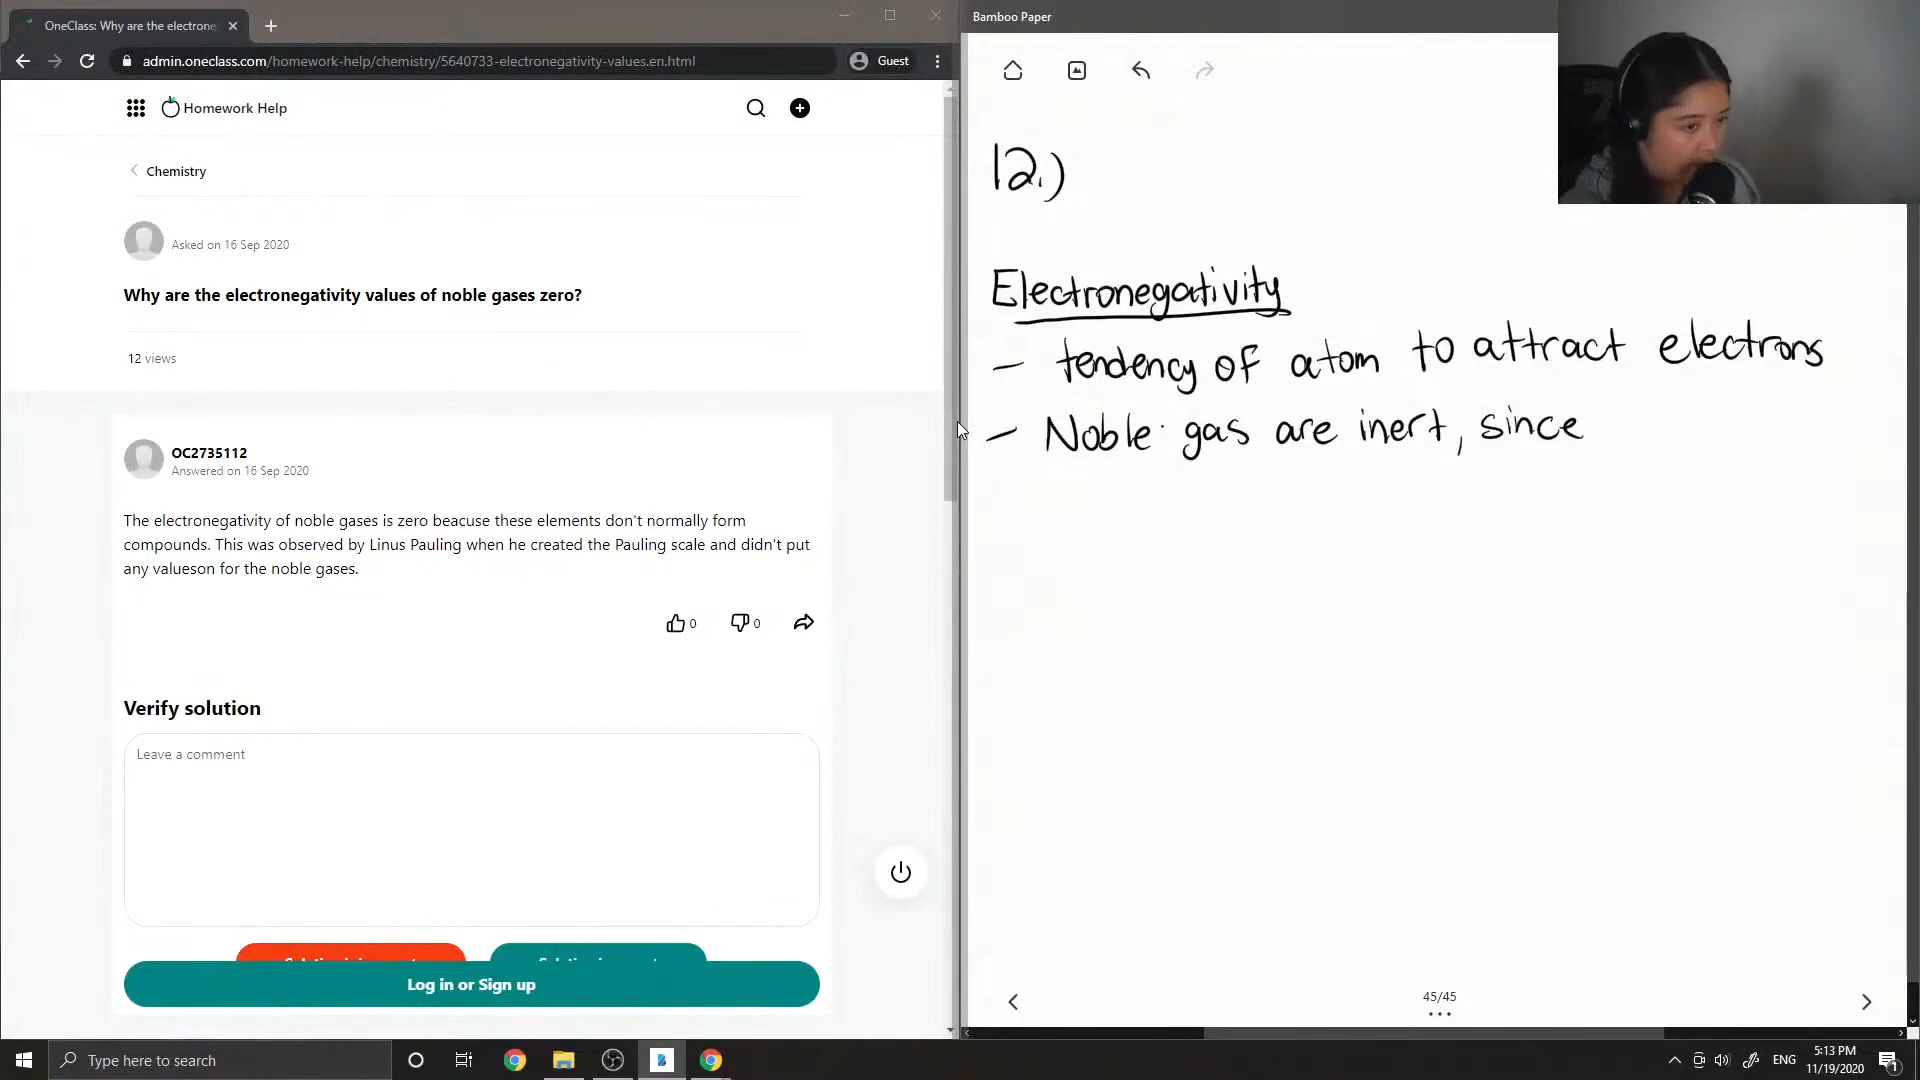 OneClass: Why are the electrone
admin.oneclass.com/homework-help/chemistry/5640733-electronegativity-values.en.html
Guest
Homework Help
Chemistry
Asked on 16 Sep 2020
Why are the electronegativity values of noble gases zero?
12 views
OC2735112
Answered on 16 Sep 2020
The electronegativity of noble gases is zero beacuse these elements don't normally form
compounds. This was observed by Linus Pauling when he created the Pauling scale and didn't put
any valueson for the noble gases.
0
0
Verify solution
Leave a comment
Log in or Sign up
Bamboo Paper
12.)
Electronegativity
- tendency of atom to attract electrons
- Noble gas are inert, since
45/45
Type here to search
ENG
5:13 PM
11/19/2020
1